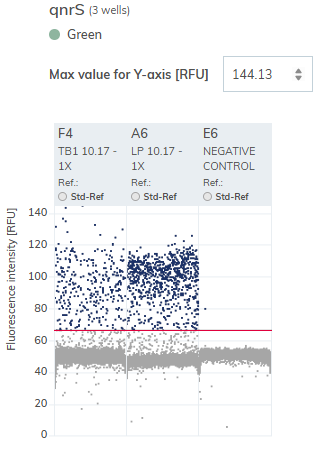 qnrS (3 wells)
Green
Max value for Y-axis [RFU] 144.13
F4 A6 E6
TB1 10.17 - LP 10.17 - NEGATIVE
1X 1X CONTROL
Ref.: Ref.: Ref.:
Std-Ref Std-Ref Std-Ref
Fluorescence intensity [RFU]
140
120
100
80
60
40
20
0